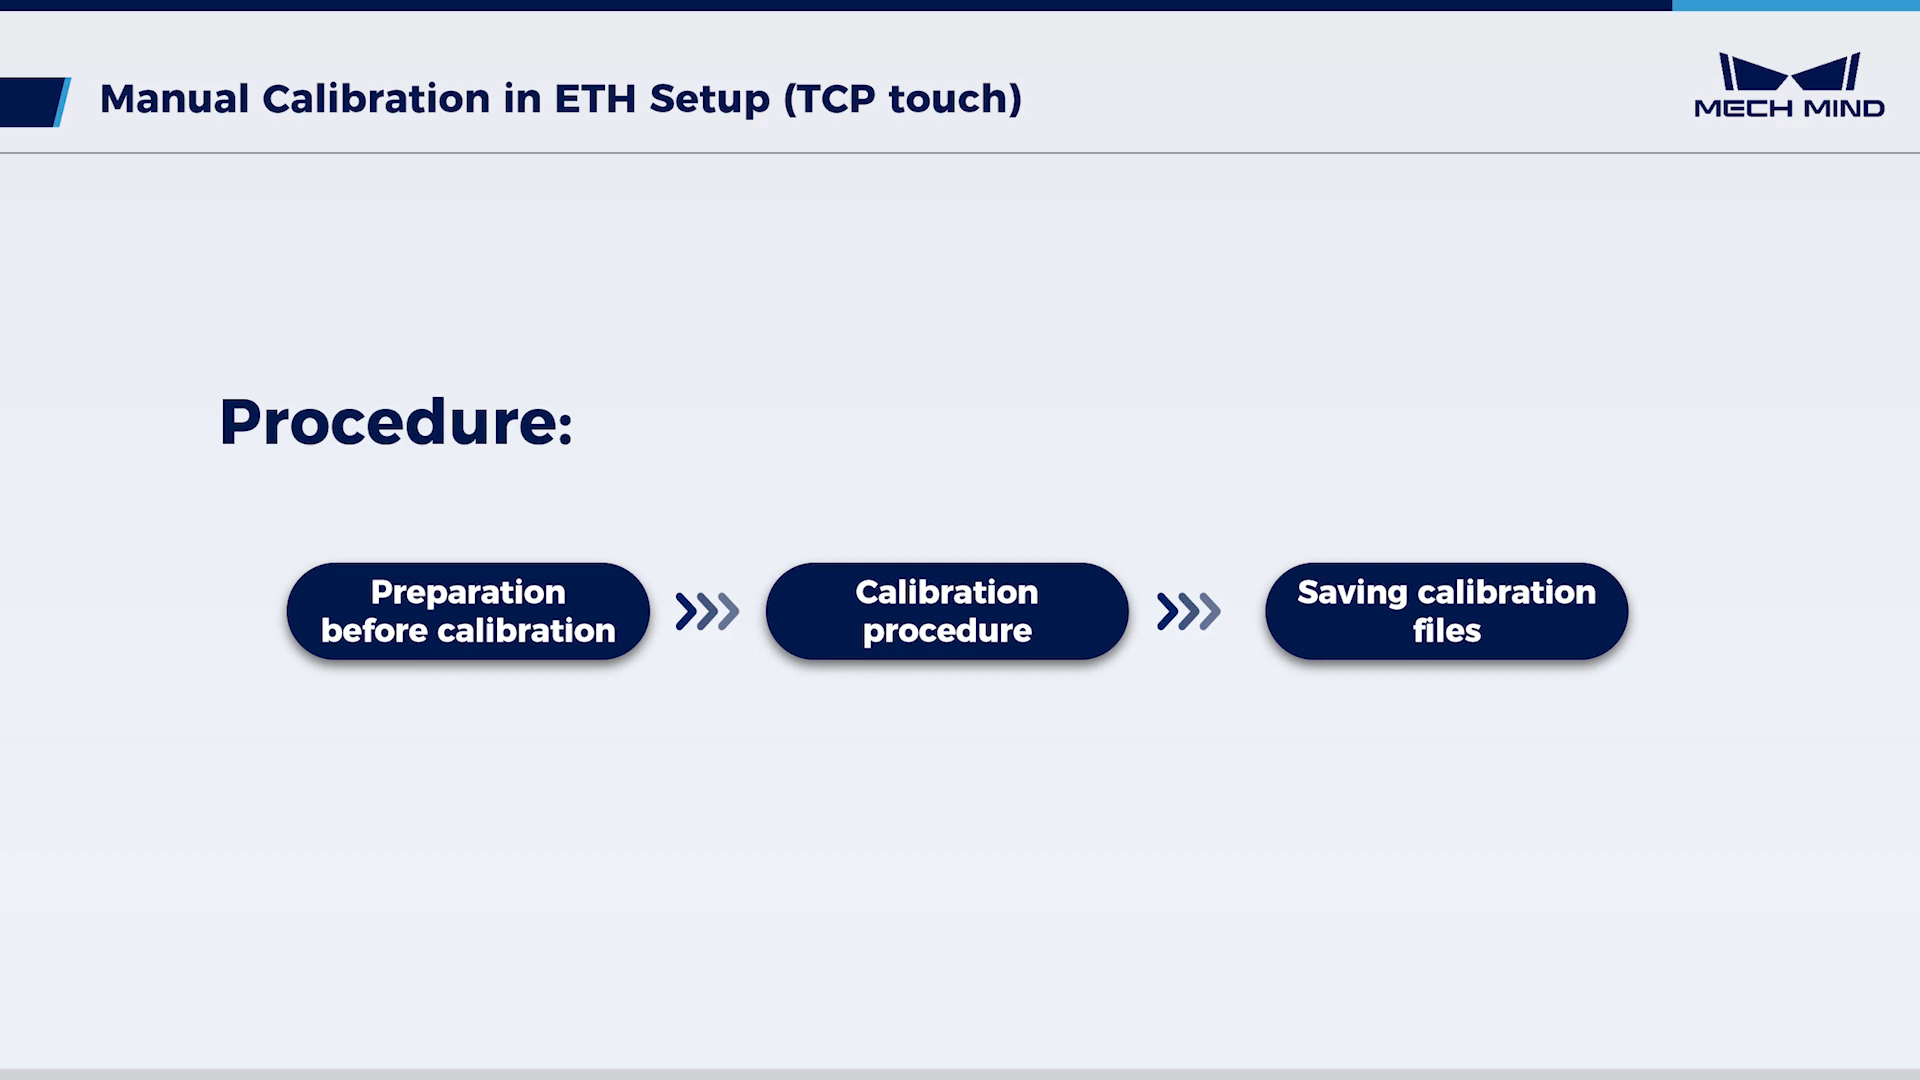 Manual Calibration in ETH Setup (TCP touch)
MECH MIND
Procedure:
Preparation
before calibration
Calibration
procedure
Saving calibration
files